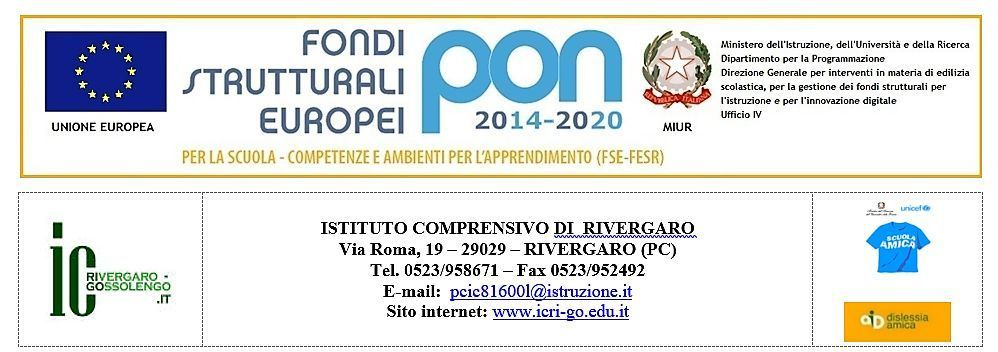 FONDI
STRUTTURALI
EUROPEI
pon
2014-2020
UNIONE EUROPEA
MIUR
Ministero dell'Istruzione, dell'Università e della Ricerca
Dipartimento per la Programmazione
Direzione Generale per interventi in materia di edilizia
scolastica, per la gestione dei fondi strutturali per
l'istruzione e per l'innovazione digitale
Ufficio IV
PER LA SCUOLA - COMPETENZE E AMBIENTI PER L'APPRENDIMENTO (FSE-FESR)
ic
RIVERGARO -
GOSSOLENGO
.IT
ISTITUTO COMPRENSIVO DI RIVERGARO
Via Roma, 19 – 29029 – RIVERGARO (PC)
Tel. 0523/958671 – Fax 0523/952492
E-mail: pcic81600l@istruzione.it
Sito internet: www.icri-go.edu.it
unicef
SCUOLA
AMICA
aiD
dislessia
amica